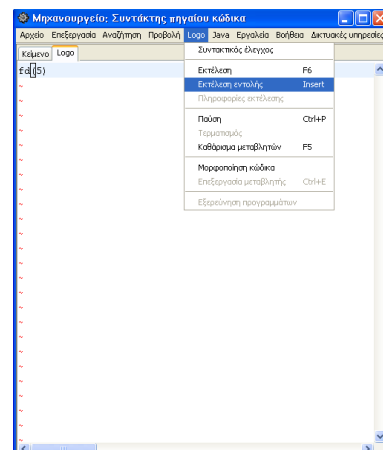 Μηχανουργείο: Συντάκτης πηγαίου κώδικα
Αρχείο Επεξεργασία Αναζήτηση Προβολή Logo Java Εργαλεία Βοήθεια Δικτυακές υπηρεσίες
Κείμενο Logo
fd(5)
Συντακτικός έλεγχος
Εκτέλεση F6
Εκτέλεση εντολής Insert
Πληροφορίες εκτέλεσης
Παύση Ctrl+P
Τερματισμός
Καθάρισμα μεταβλητών F5
Μορφοποίηση κώδικα
Επεξεργασία μεταβλητής Ctrl+E
Εξερεύνηση προγραμμάτων